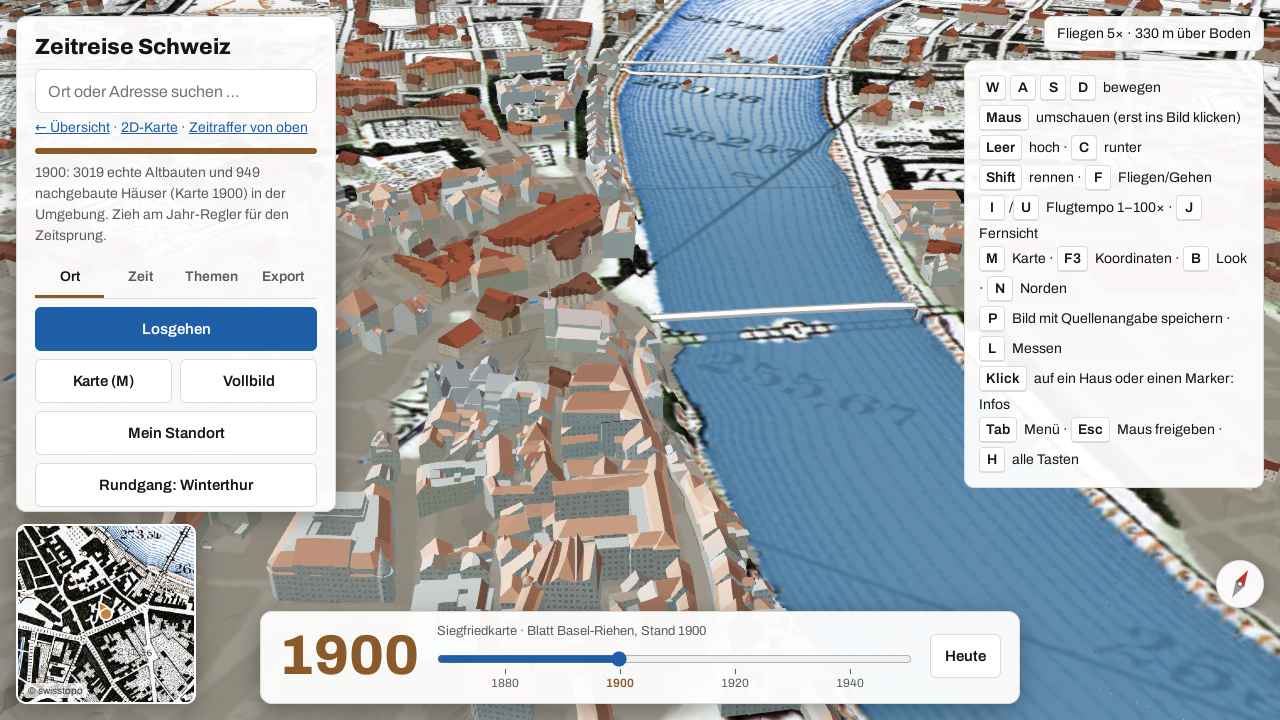 Zeitreise Schweiz
Ort oder Adresse suchen ...
← Übersicht · 2D-Karte · Zeitraffer von oben
1900: 3019 echte Altbauten und 949
nachgebaute Häuser (Karte 1900) in der
Umgebung. Zieh am Jahr-Regler für den
Zeitsprung.
Ort Zeit Themen Export
Losgehen
Karte (M) Vollbild
Mein Standort
Rundgang: Winterthur
© swisstopo
Fliegen 5× · 330 m über Boden
W A S D bewegen
Maus umschauen (erst ins Bild klicken)
Leer hoch · C runter
Shift rennen · F Fliegen/Gehen
I / U Flugtempo 1–100× · J
Fernsicht
M Karte · F3 Koordinaten · B Look
· N Norden
P Bild mit Quellenangabe speichern ·
L Messen
Klick auf ein Haus oder einen Marker:
Infos
Tab Menü · Esc Maus freigeben ·
H alle Tasten
255,67
1900
Siegfriedkarte · Blatt Basel-Riehen, Stand 1900
1880 1900 1920 1940
Heute